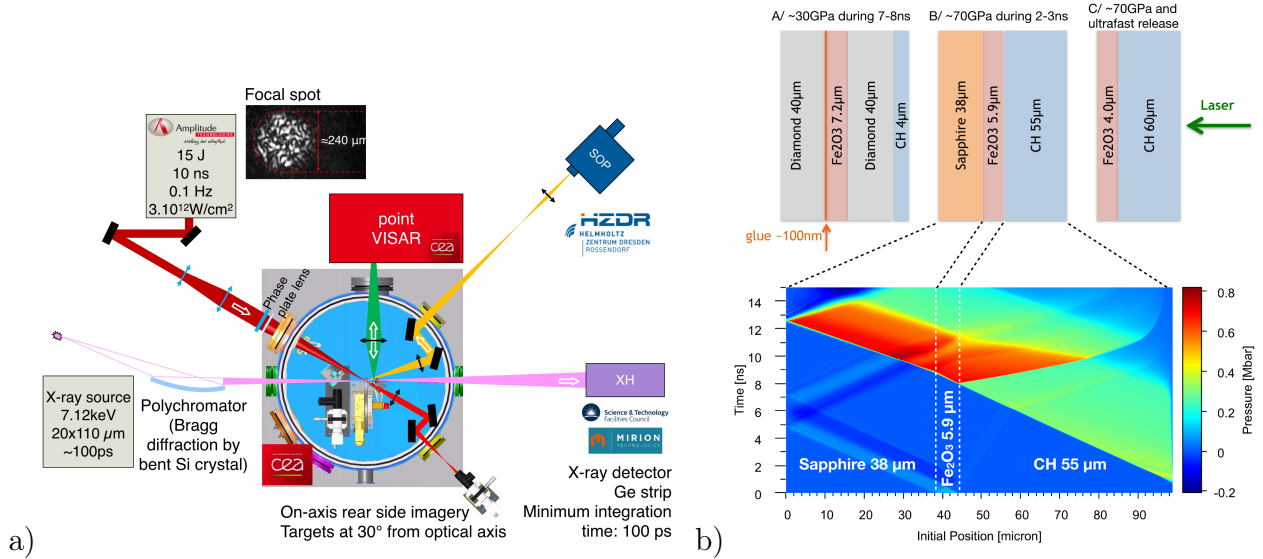 Focal spot
≈240 μm
Amplitude
TECHNOLOGIES
15 J
10 ns
0.1 Hz
3.10¹²W/cm²
point
VISAR
cea
SOP
HZDR
HELMHOLTZ
ZENTRUM DRESDEN
ROSSENDORF
Phase
plate
lens
X-ray source
7.12keV
20x110 μm
~100ps
Polychromator
(Bragg
diffraction by
bent Si crystal)
cea
XH
Science & Technology
Facilities Council
MIRION
TECHNOLOGIES
X-ray detector
Ge strip
Minimum integration
time: 100 ps
On-axis rear side imagery
Targets at 30° from optical axis
a)
A/ ~30GPa during 7-8ns
B/ ~70GPa during 2-3ns
C/ ~70GPa and
ultrafast release
Diamond 40μm
Fe2O3 7.2μm
Diamond 40μm
CH 4μm
Sapphire 38μm
Fe2O3 5.9μm
CH 55μm
Fe2O3 4.0μm
CH 60μm
Laser
glue ~100nm
14
12
10
8
6
4
2
0
Time [ns]
Sapphire 38 μm
Fe₂O₃ 5.9 μm
CH 55 μm
0 10 20 30 40 50 60 70 80 90
Initial Position [micron]
0.8
0.6
0.4
0.2
0
-0.2
Pressure [Mbar]
b)